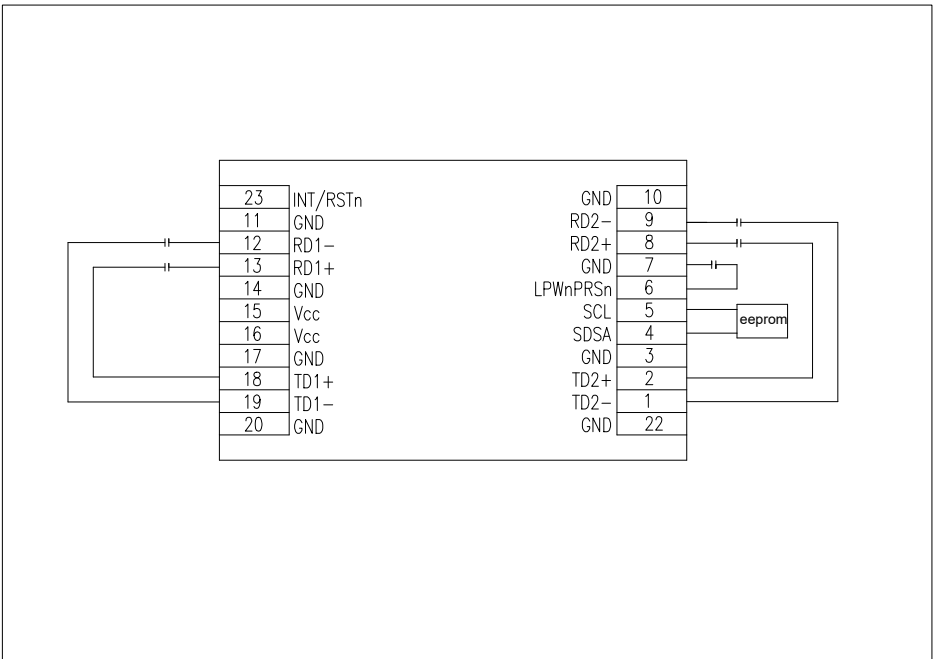 23 INT/RSTn GND 10
11 GND RD2- 9
12 RD1- RD2+ 8
13 RD1+ GND 7
14 GND LPWnPRSn 6
15 Vcc SCL 5
eeprom
16 Vcc SDSA 4
17 GND GND 3
18 TD1+ TD2+ 2
19 TD1- TD2- 1
20 GND GND 22